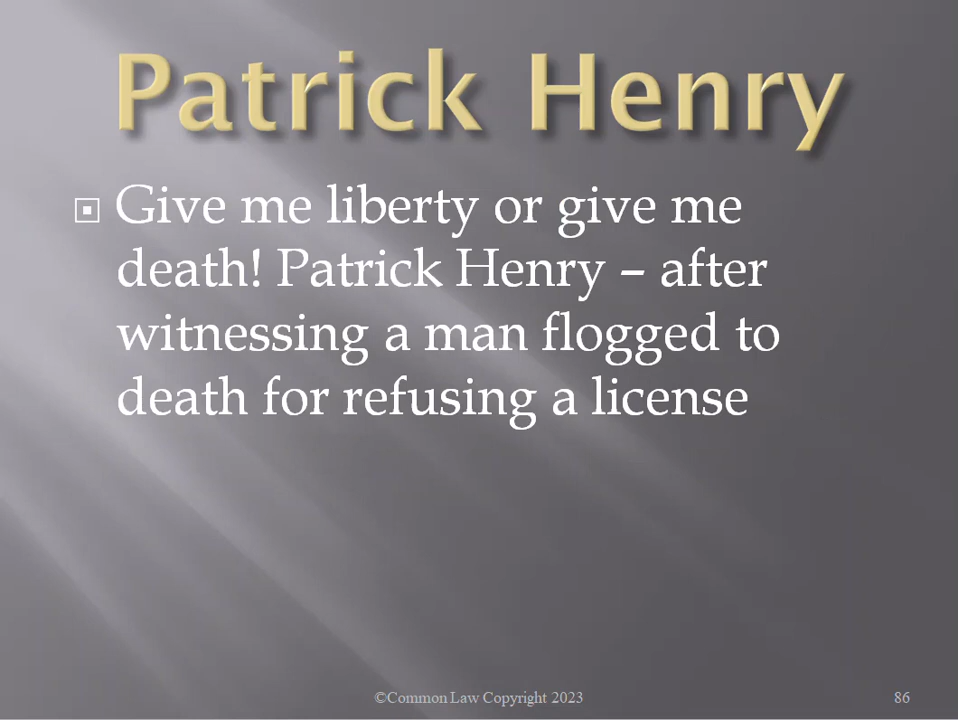 Patrick Henry
Give me liberty or give me
death! Patrick Henry – after
witnessing a man flogged to
death for refusing a license
©Common Law Copyright 2023
86